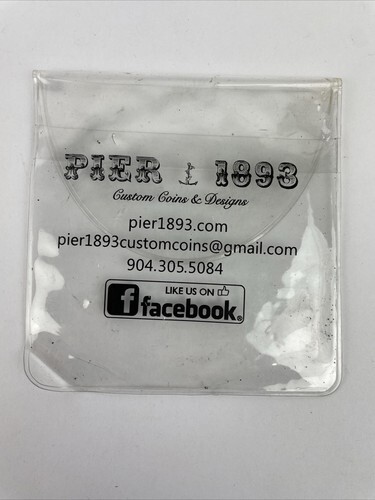 PIER 1893
Custom Coins & Designs
pier1893.com
pier1893customcoins@gmail.com
904.305.5084
LIKE US ON
f facebook®